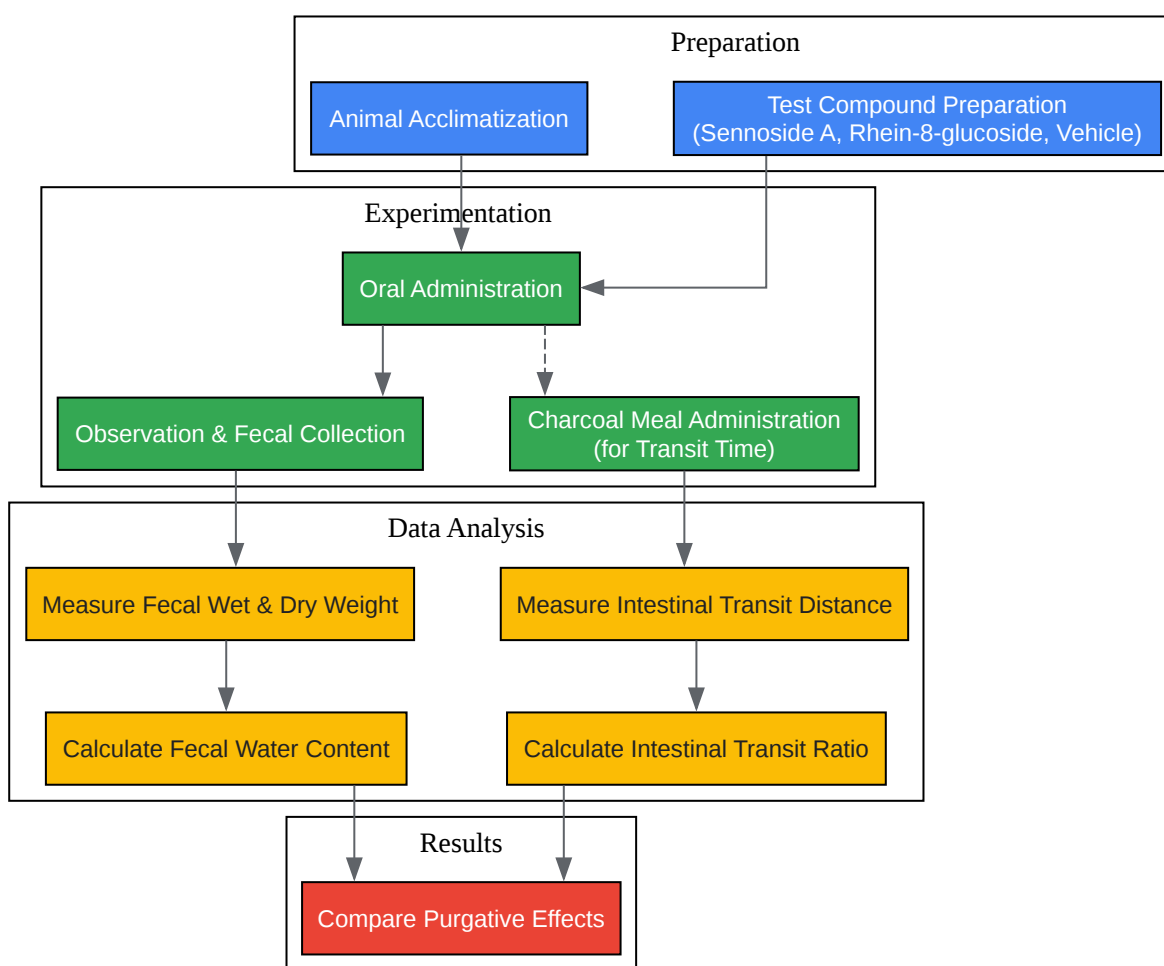 Preparation
Animal Acclimatization
Test Compound Preparation
(Sennoside A, Rhein-8-glucoside, Vehicle)
Experimentation
Oral Administration
Observation & Fecal Collection
Charcoal Meal Administration
(for Transit Time)
Data Analysis
Measure Fecal Wet & Dry Weight
Measure Intestinal Transit Distance
Calculate Fecal Water Content
Calculate Intestinal Transit Ratio
Results
Compare Purgative Effects